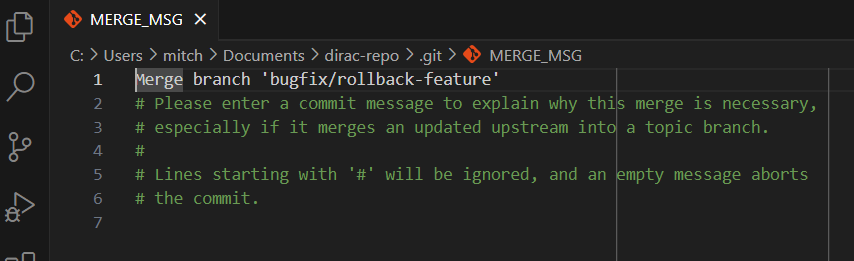 MERGE_MSG
C: > Users > mitch > Documents > dirac-repo > .git > MERGE_MSG
1 Merge branch 'bugfix/rollback-feature'
2 # Please enter a commit message to explain why this merge is necessary,
3 # especially if it merges an updated upstream into a topic branch.
4 #
5 # Lines starting with '#' will be ignored, and an empty message aborts
6 # the commit.
7